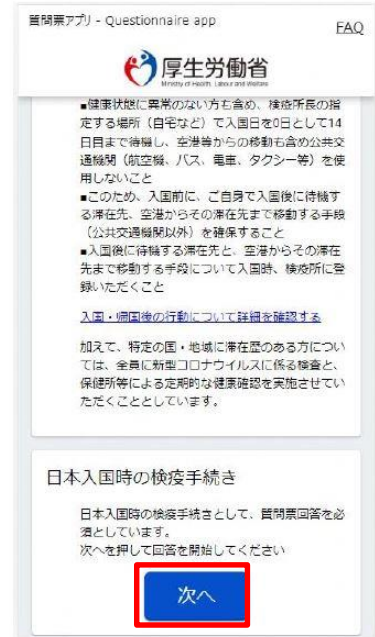 質問票アプリ - Questionnaire app
FAQ
厚生労働省
Ministry of Health, Labour and Welfare
■健康状態に異常のない方も含め、検疫所長の指
定する場所（自宅など）で入国日を0日として14
日目まで待機し、空港等からの移動も含め公共交
通機関（航空機、バス、電車、タクシー等）を使
用しないこと
■このため、入国前に、ご自身で入国後に待機す
る滞在先、空港からその滞在先まで移動する手段
（公共交通機関以外）を確保すること
■入国後に待機する滞在先と、空港からその滞在
先まで移動する手段について入国時、検疫所に登
録いただくこと
入国・帰国後の行動について詳細を確認する
加えて、特定の国・地域に滞在歴のある方につい
ては、全員に新型コロナウイルスに係る検査と、
保健所等による定期的な健康確認を実施させてい
ただくこととしています。
日本入国時の検疫手続き
日本入国時の検疫手続きとして、質問票回答を必
須としています。
次へを押して回答を開始してください
次へ